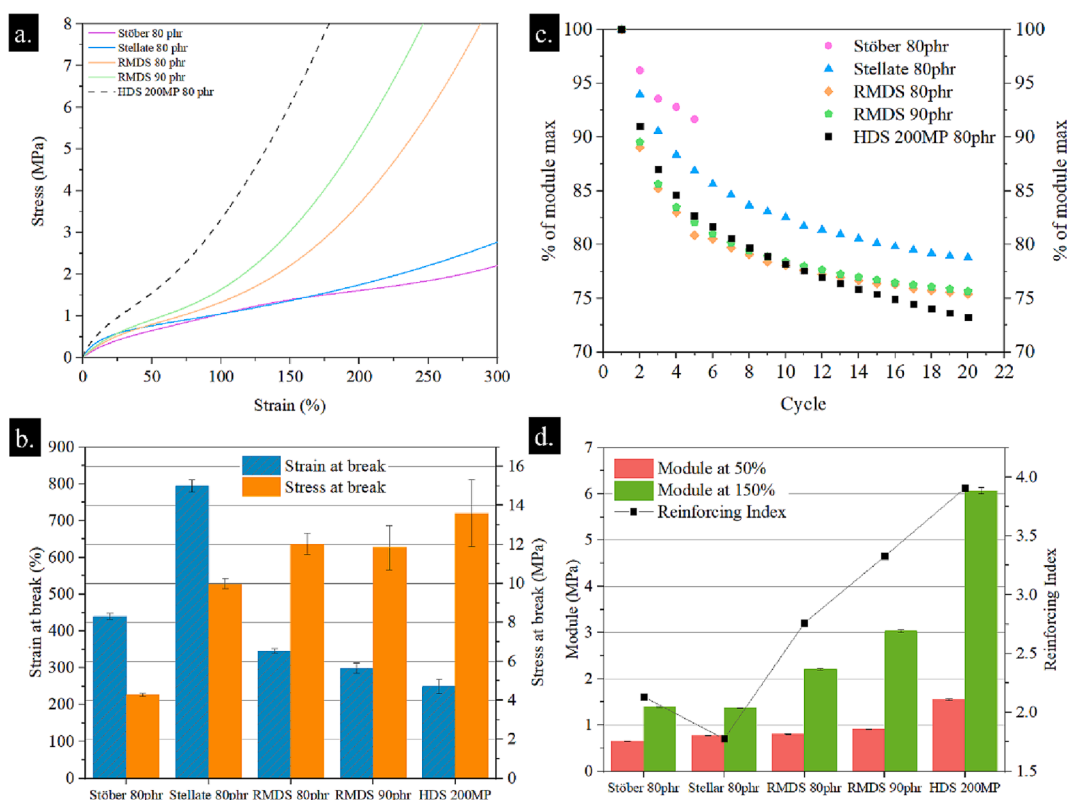 a.
Stöber 80 phr
Stellate 80 phr
RMDS 80 phr
RMDS 90 phr
HDS 200MP 80 phr
Stress (MPa)
8
7
6
5
4
3
2
1
0
0 50 100 150 200 250 300
Strain (%)
c.
Stöber 80phr
Stellate 80phr
RMDS 80phr
RMDS 90phr
HDS 200MP 80phr
% of module max
100
95
90
85
80
75
70
0 2 4 6 8 10 12 14 16 18 20 22
Cycle
100
95
90
85
80
75
70
% of module max
b.
Strain at break
Stress at break
Strain at break (%)
900
800
700
600
500
400
300
200
100
0
Stöber 80phr Stellate 80phr RMDS 80phr RMDS 90phr HDS 200MP
16
14
12
10
8
6
4
2
0
Stress at break (MPa)
d.
Module at 50%
Module at 150%
Reinforcing Index
Module (MPa)
7
6
5
4
3
2
1
0
Stöber 80phr Stellar 80phr RMDS 80phr RMDS 90phr HDS 200MP
4.0
3.5
3.0
2.5
2.0
1.5
Reinforcing Index